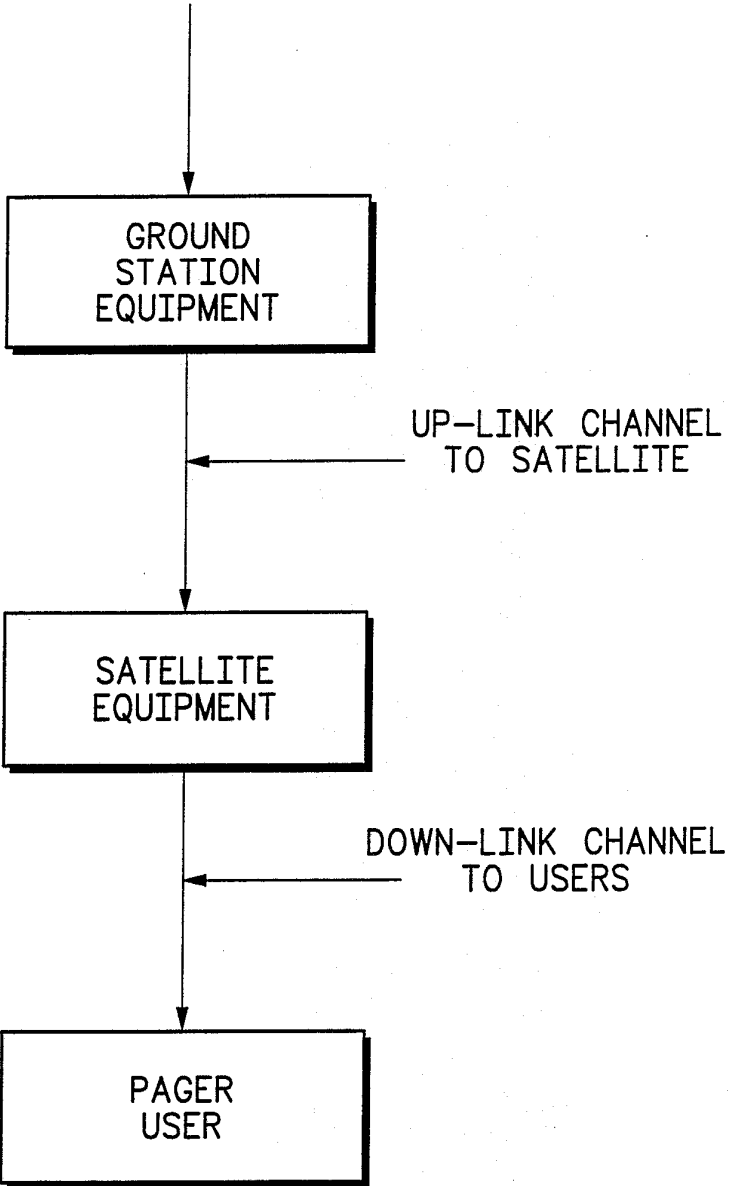 GROUND
STATION
EQUIPMENT
UP-LINK CHANNEL
TO SATELLITE
SATELLITE
EQUIPMENT
DOWN-LINK CHANNEL
TO USERS
PAGER
USER